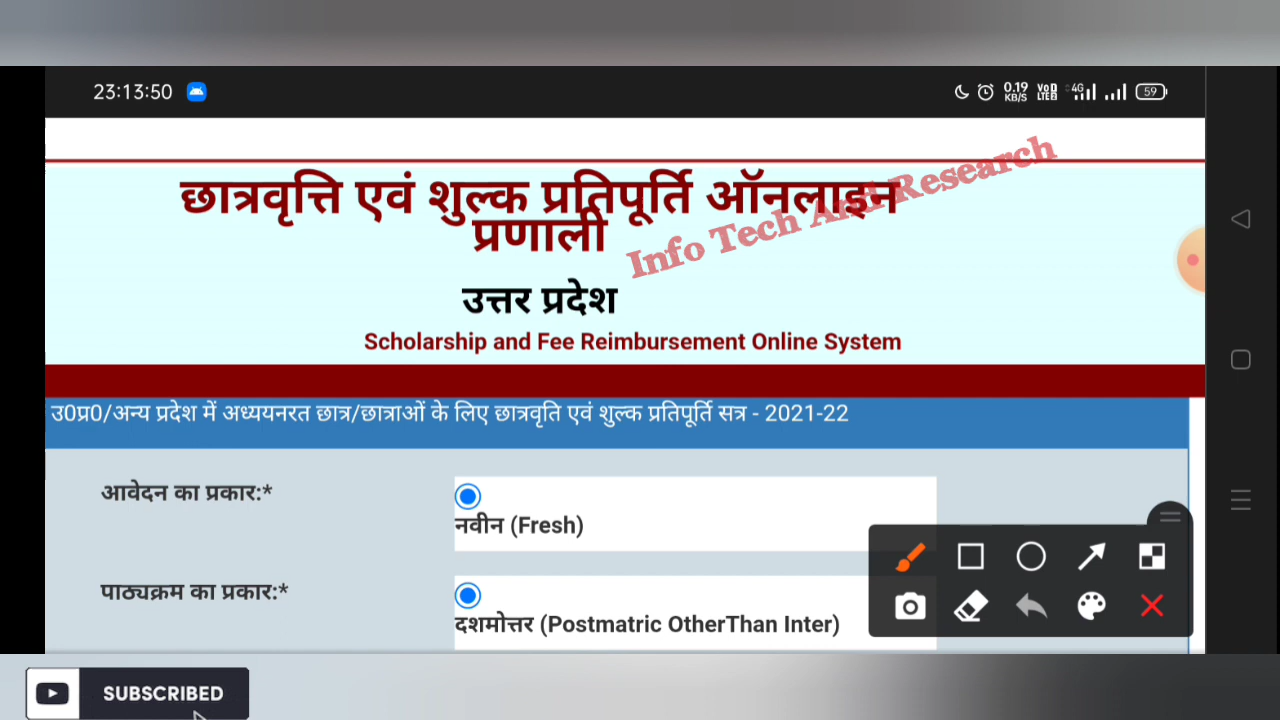 23:13:50
0.19 KB/S VoD LTE2 4G 59
छात्रवृत्ति एवं शुल्क प्रतिपूर्ति ऑनलाइन
प्रणाली
Info Tech And Research
उत्तर प्रदेश
Scholarship and Fee Reimbursement Online System
उ0प्र0/अन्य प्रदेश में अध्ययनरत छात्र/छात्राओं के लिए छात्रवृति एवं शुल्क प्रतिपूर्ति सत्र - 2021-22
आवेदन का प्रकार:*
नवीन (Fresh)
पाठ्यक्रम का प्रकार:*
दशमोत्तर (Postmatric OtherThan Inter)
SUBSCRIBED